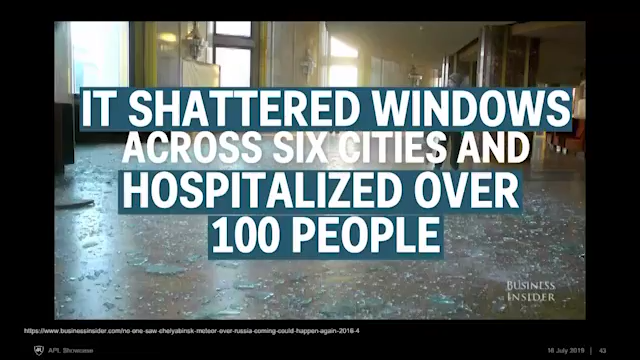 IT SHATTERED WINDOWS
ACROSS SIX CITIES AND
HOSPITALIZED OVER
100 PEOPLE
BUSINESS
INSIDER
https://www.businessinsider.com/no-one-saw-chelyabinsk-meteor-over-russia-coming-could-happen-again-2018-4
APL Showcase
18 July 2019 | 43